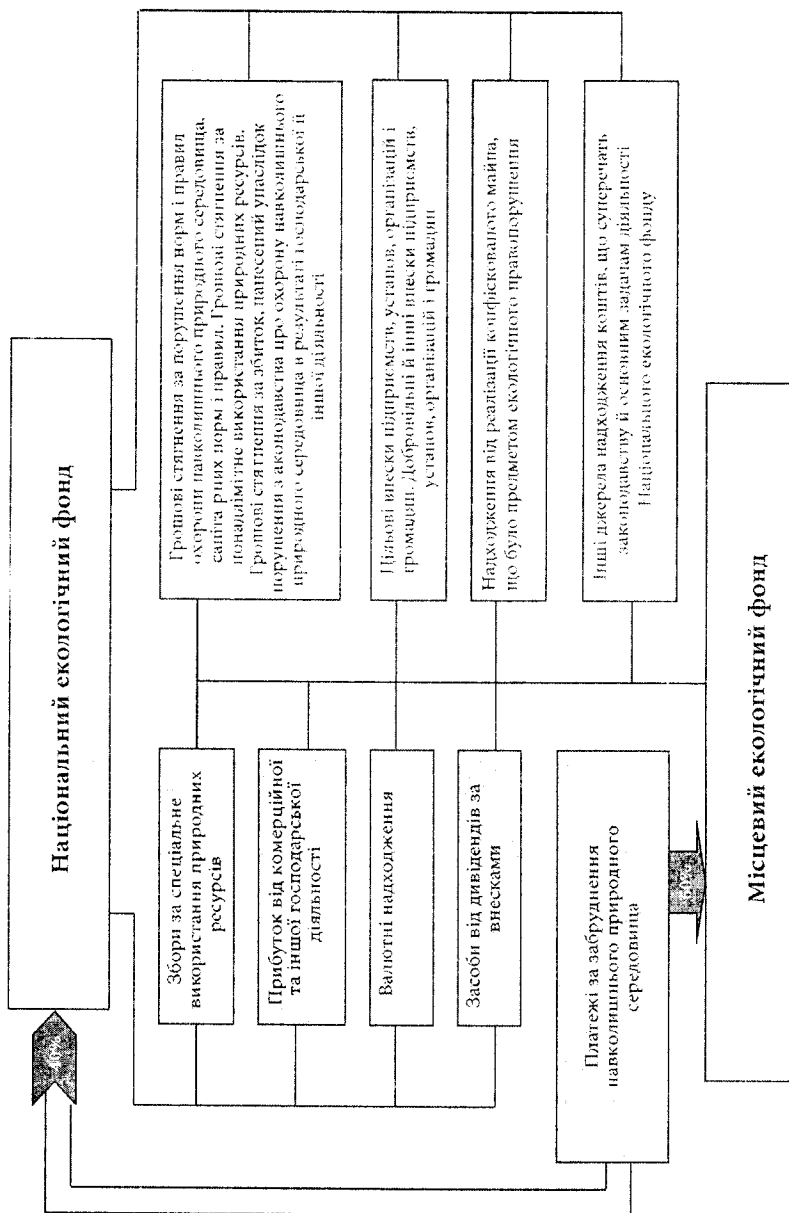 Національний екологічний фонд
Збори за спеціальне
використання природних
ресурсів
Прибуток від комерційної
та іншої господарської
діяльності
Валютні надходження
Засоби від дивідендів за
внесками
Грошові стягнення за порушення норм і правил
охорони навколишнього природного середовища,
саніта рних норм і правил. Грошові стягнення за
понадлімітне використання природних ресурсів.
Грошові стягнення за збиток, нанесений унаслідок
порушення з аконодавства про охорону навколишнього
природного середовища в результаті господарської й
іншої діяльності
Цільові внески підприємств, установ, організацій і
громадян. Добровільні й інші внески підприємств,
установ, організацій і громадян
Надходження від реалізації конфіскованого майна,
що було предметом екологічного правопорушення
Інші джерела надходження коштів, що суперечать
законодавству й основним задачам діяльності
Національного екологічного фонду
Платежі за забруднення
навколишнього природного
середовища
Місцевий екологічний фонд